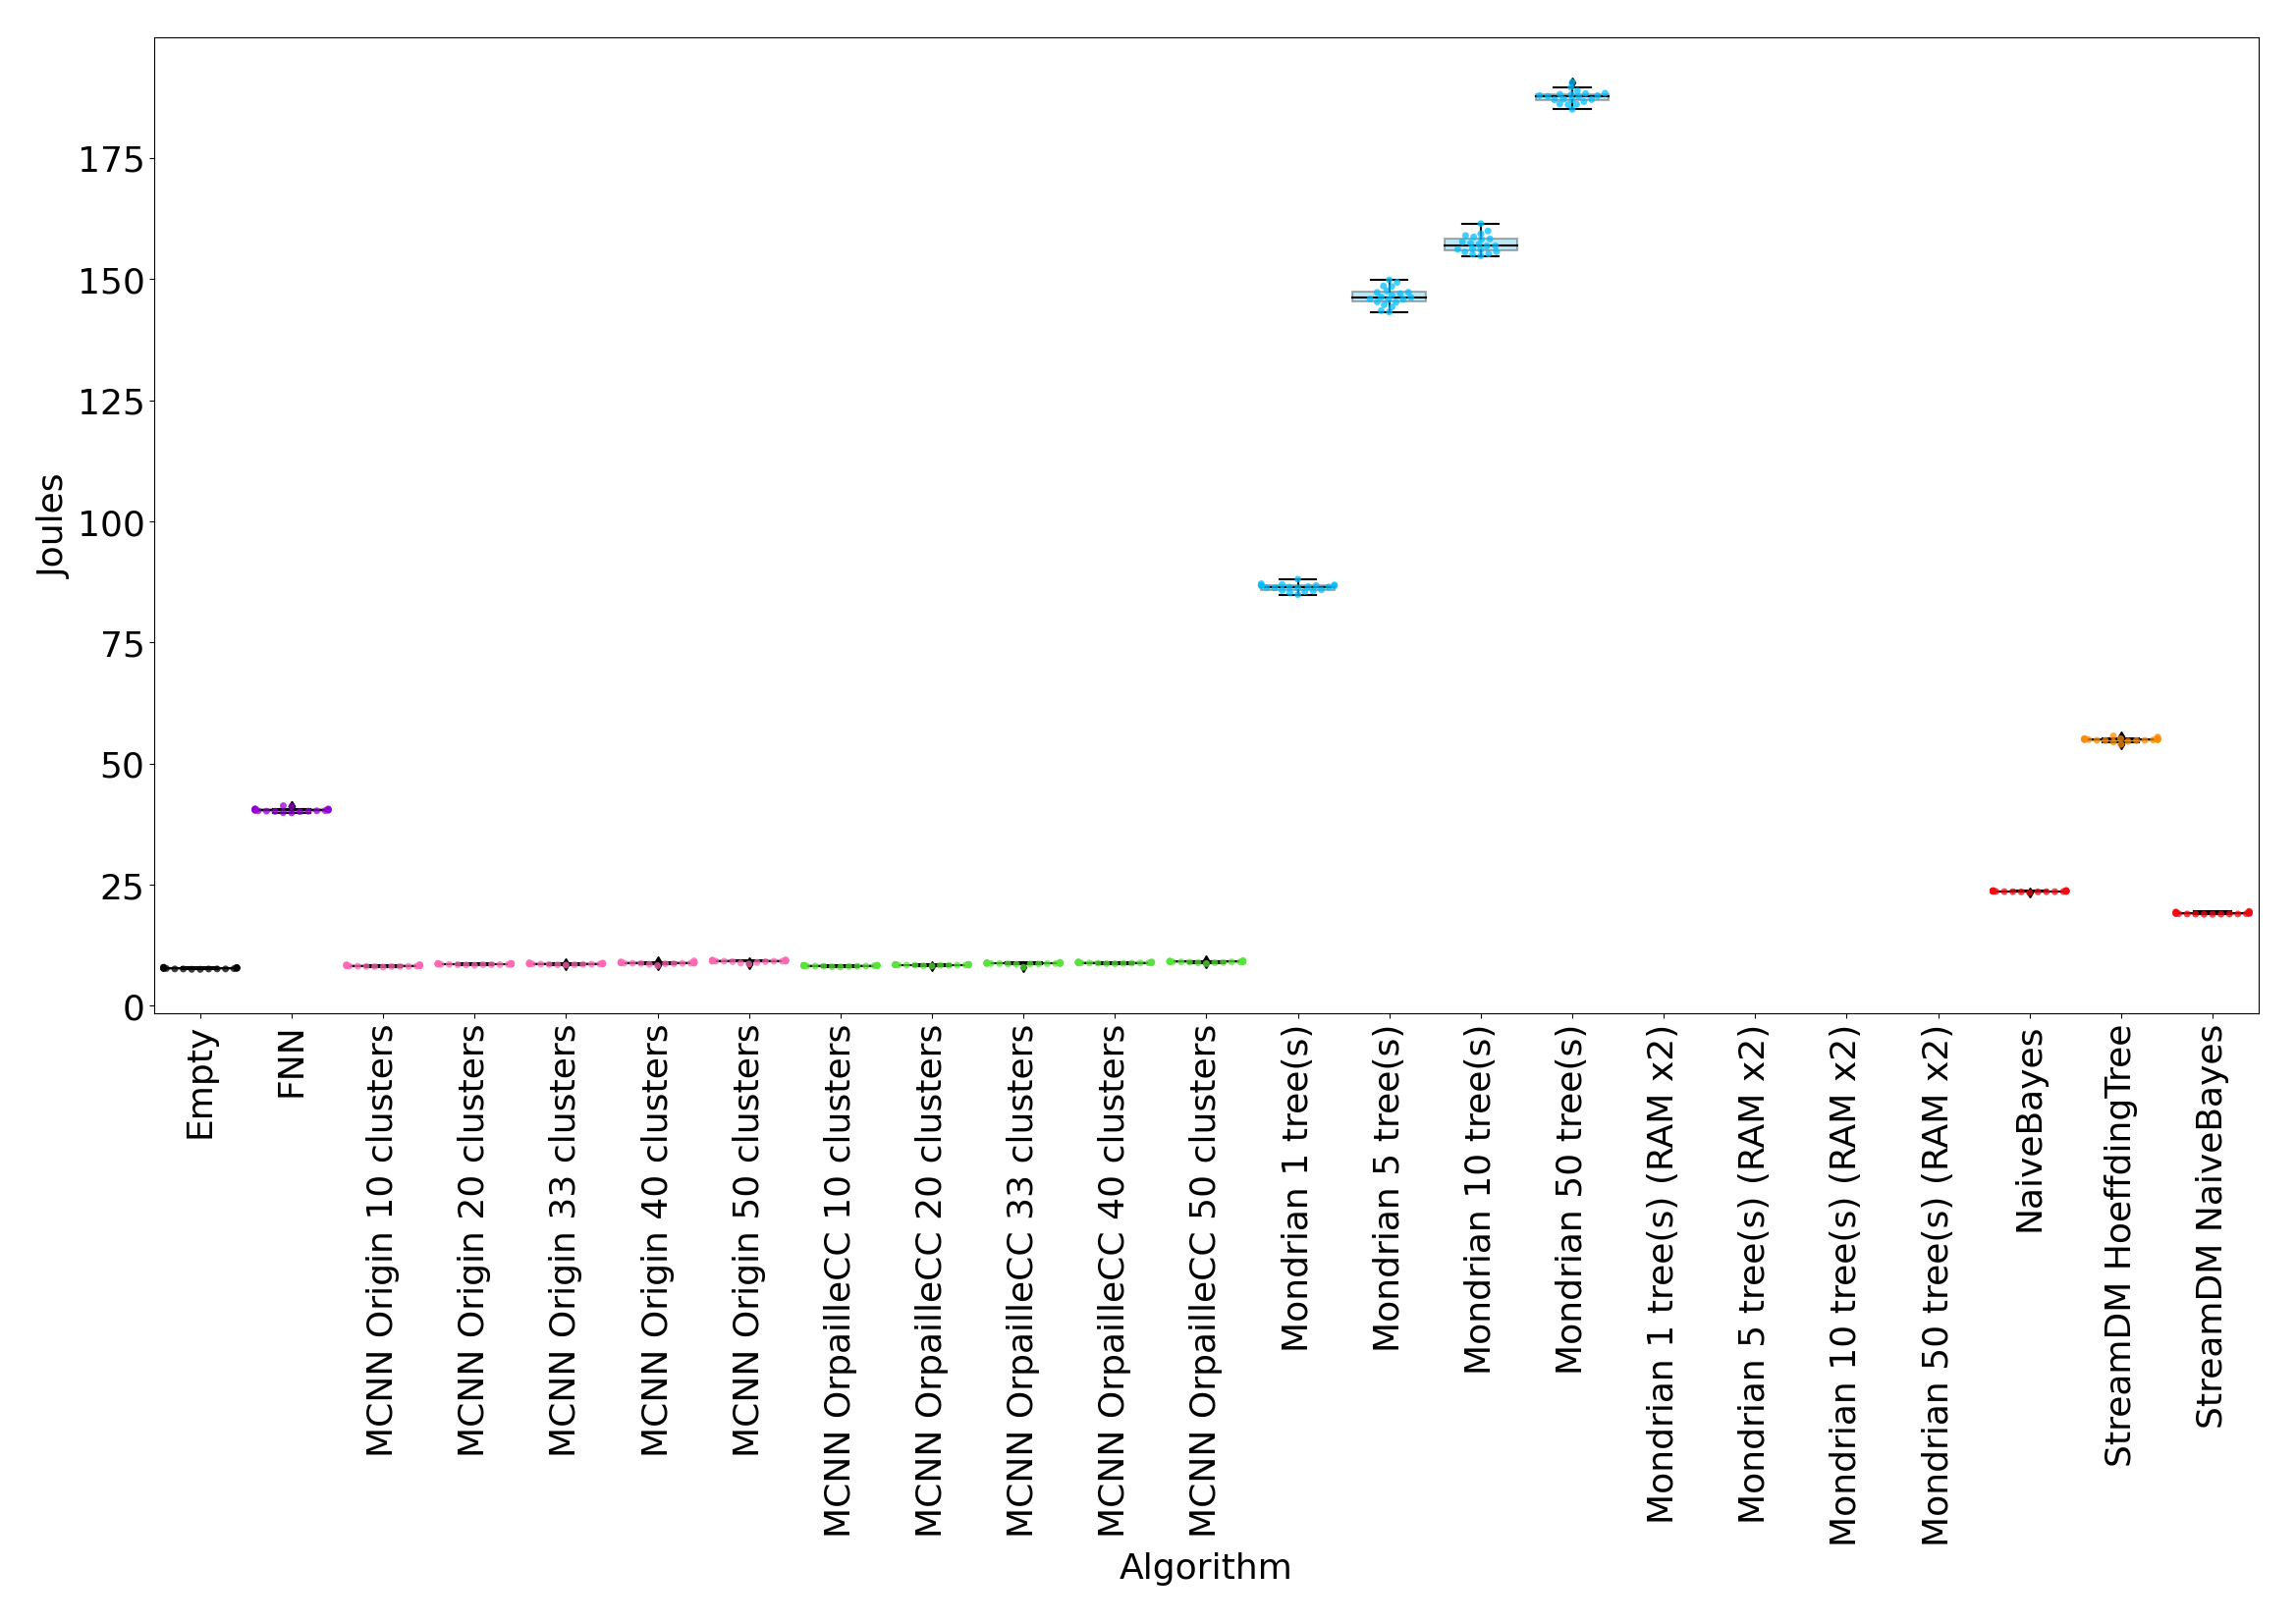 Joules
175
150
125
100
75
50
25
0
Empty
FNN
MCNN Origin 10 clusters
MCNN Origin 20 clusters
MCNN Origin 33 clusters
MCNN Origin 40 clusters
MCNN Origin 50 clusters
MCNN OrpailleCC 10 clusters
MCNN OrpailleCC 20 clusters
MCNN OrpailleCC 33 clusters
MCNN OrpailleCC 40 clusters
MCNN OrpailleCC 50 clusters
Mondrian 1 tree(s)
Mondrian 5 tree(s)
Mondrian 10 tree(s)
Mondrian 50 tree(s)
Mondrian 1 tree(s) (RAM x2)
Mondrian 5 tree(s) (RAM x2)
Mondrian 10 tree(s) (RAM x2)
Mondrian 50 tree(s) (RAM x2)
NaiveBayes
StreamDM HoeffdingTree
StreamDM NaiveBayes
Algorithm